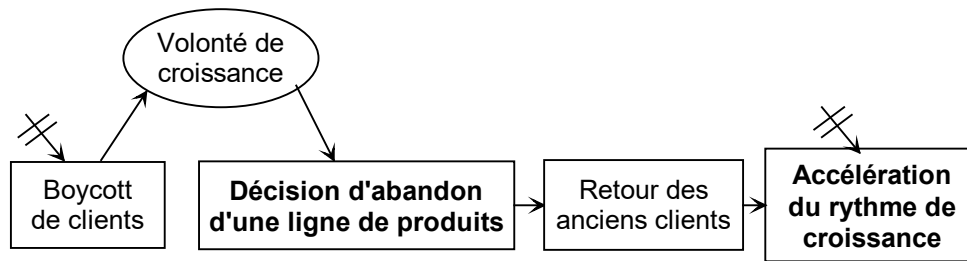 Volonté de
croissance
Boycott
de clients
Décision d'abandon
d'une ligne de produits
Retour des
anciens clients
Accélération
du rythme de
croissance